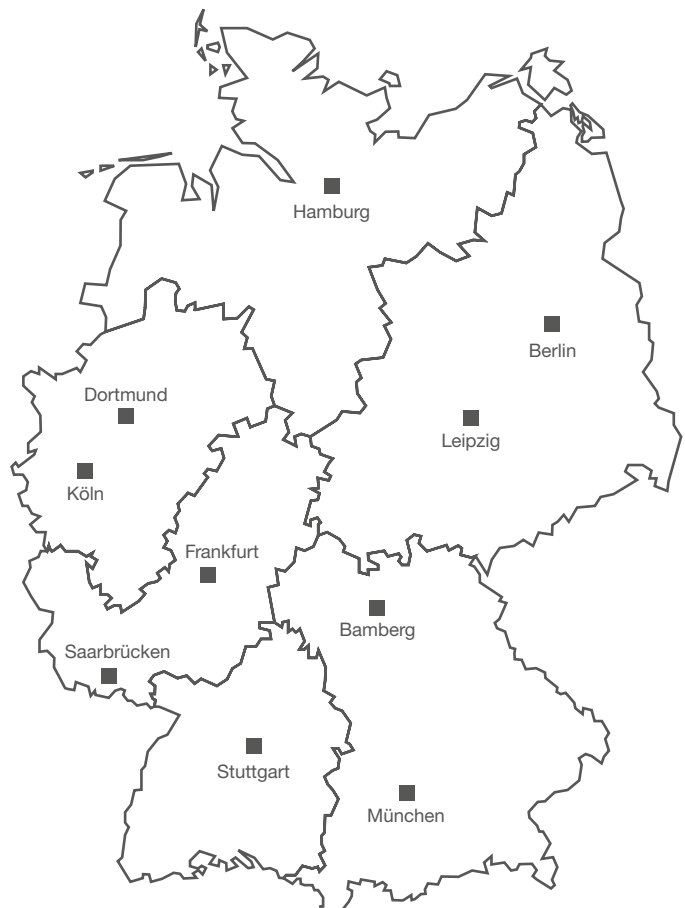 Hamburg
Berlin
Dortmund
Leipzig
Köln
Frankfurt
Bamberg
Saarbrücken
Stuttgart
München